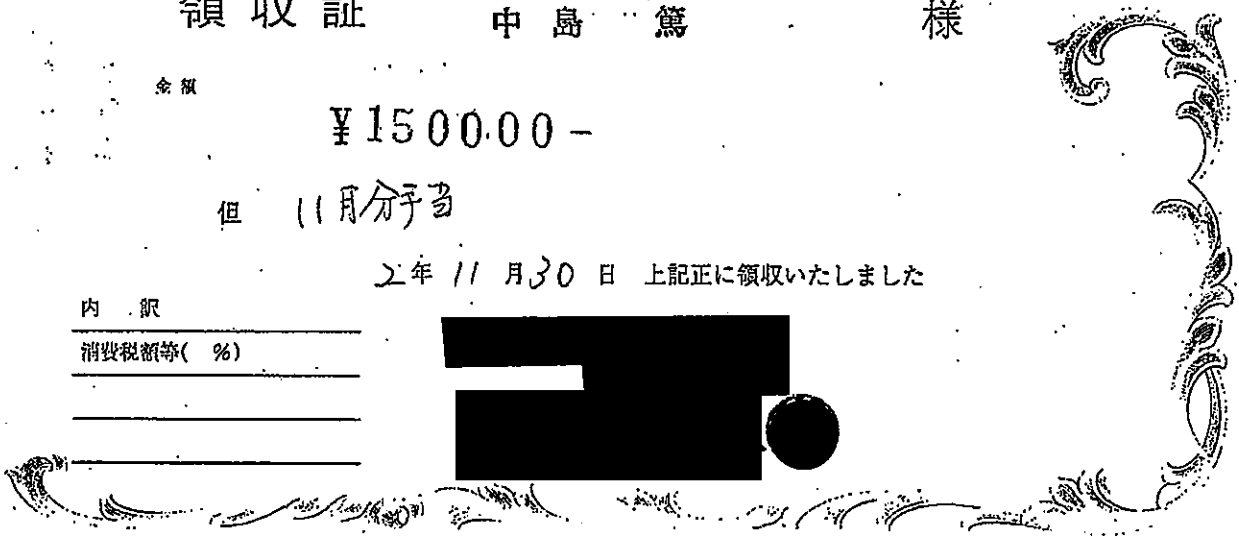 領収証 中島 篤 様
金額
¥150000-
但 11月分手当
2年11月30日 上記正に領収いたしました
内訳
消費税額等( %)